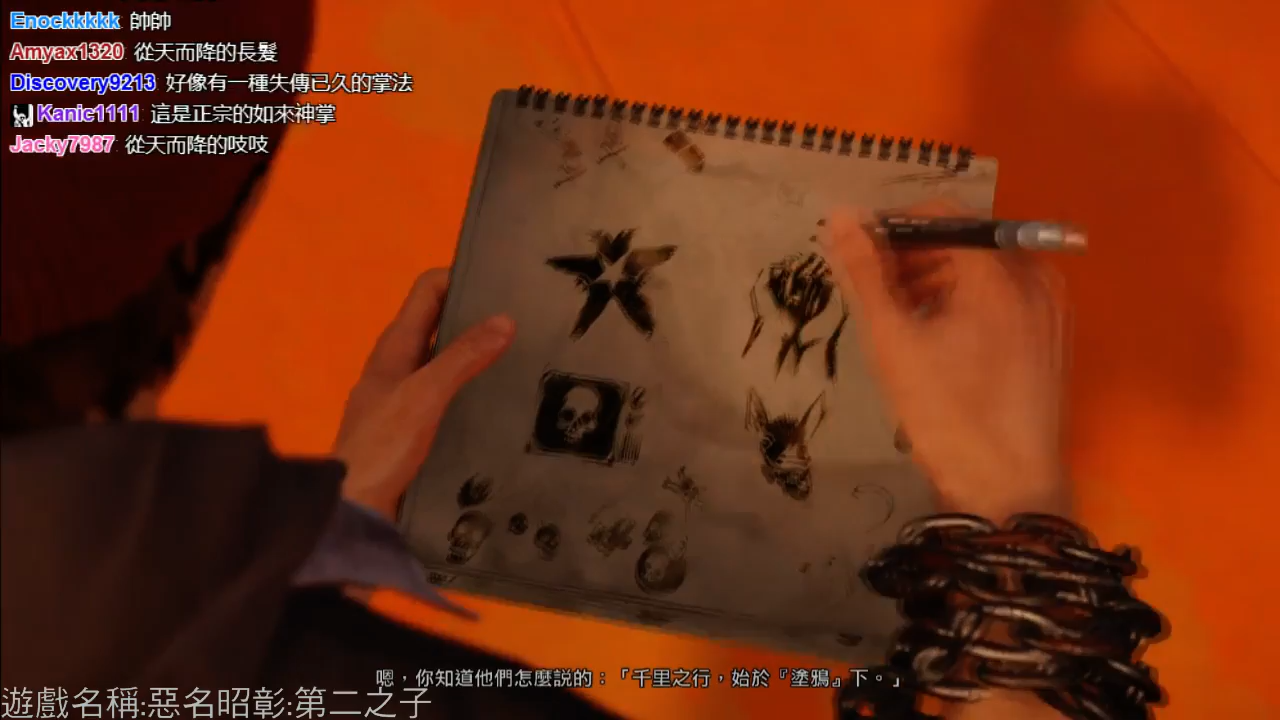 Enockkkkk: 帥帥
Amyax1320: 從天而降的長髮
Discovery9213: 好像有一種失傳已久的掌法
Kanic1111: 這是正宗的如來神掌
Jacky7987: 從天而降的吱吱
嗯，你知道他們怎麼説的：「千里之行，始於『塗鴉』下。」
遊戲名稱:惡名昭彰:第二之子